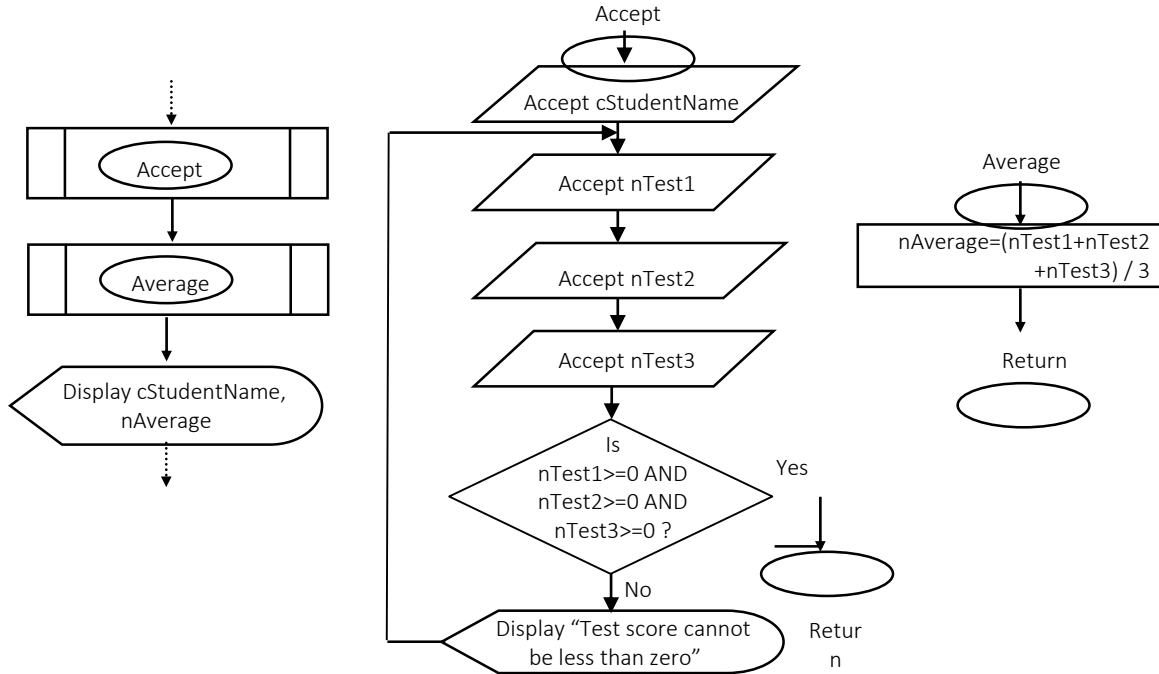 Accept
Average
Display cStudentName,
nAverage
Accept
Accept cStudentName
Accept nTest1
Accept nTest2
Accept nTest3
Is
nTest1>=0 AND
nTest2>=0 AND
nTest3>=0 ?
Yes
No
Display “Test score cannot
be less than zero”
Retur
n
Average
nAverage=(nTest1+nTest2
+nTest3) / 3
Return